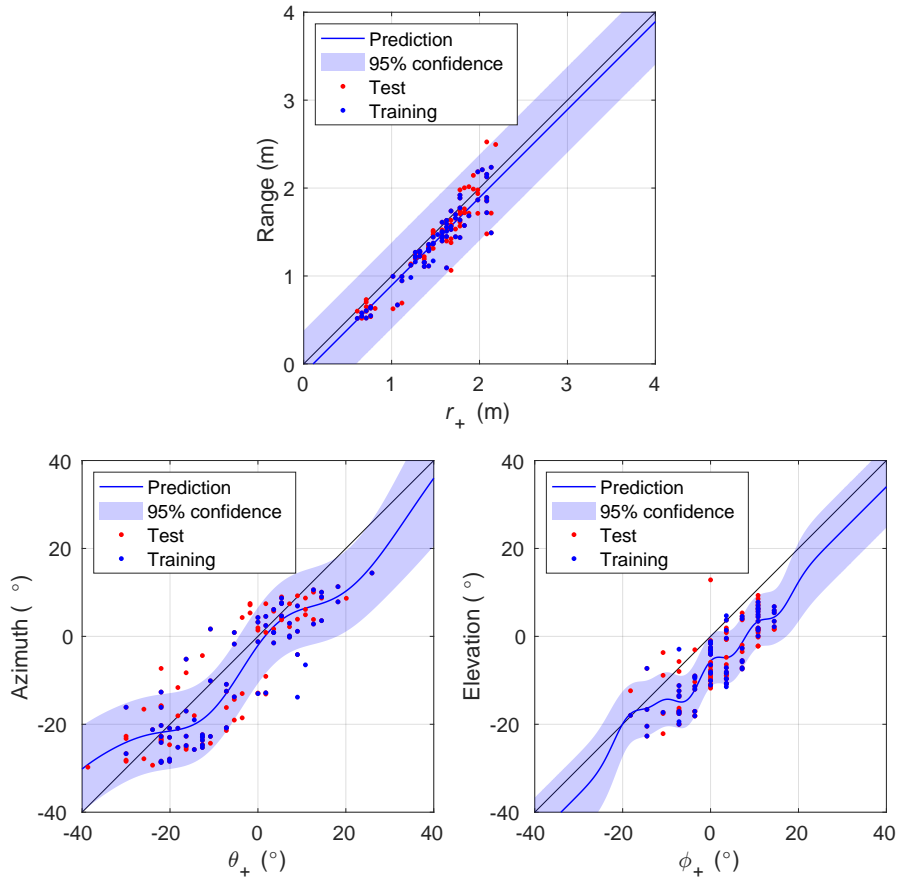 4
3
2
1
0
Range (m)
Prediction
95% confidence
Test
Training
0 1 2 3 4
r+ (m)
40
20
0
-20
-40
Azimuth ( °)
Prediction
95% confidence
Test
Training
-40 -20 0 20 40
θ+ (°)
40
20
0
-20
-40
Elevation ( °)
Prediction
95% confidence
Test
Training
-40 -20 0 20 40
ϕ+ (°)